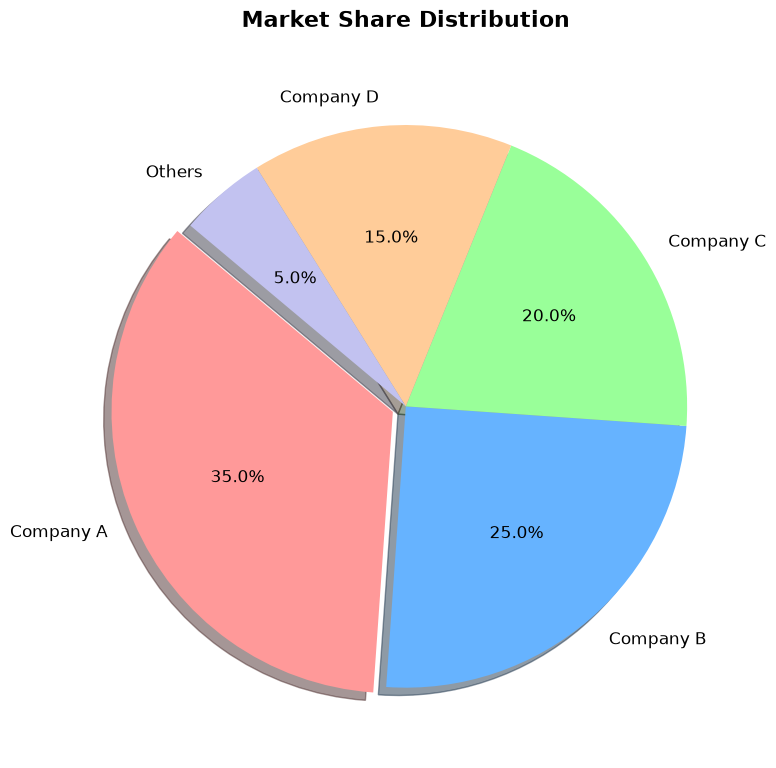 Market Share Distribution
Company D
Others
Company C
15.0%
5.0%
20.0%
35.0%
25.0%
Company A
Company B